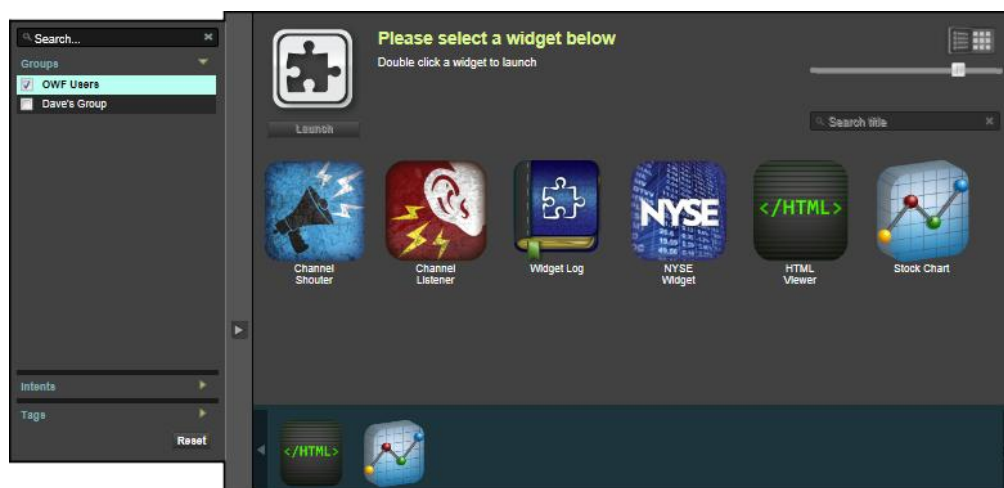 Search...
Groups
OWF Users
Dave's Group
Intents
Tags
Reset
Please select a widget below
Double click a widget to launch
Launch
Search title
NYSE
</HTML>
Channel
Shouter
Channel
Listener
Widget Log
NYSE
Widget
HTML
Viewer
Stock Chart
</HTML>